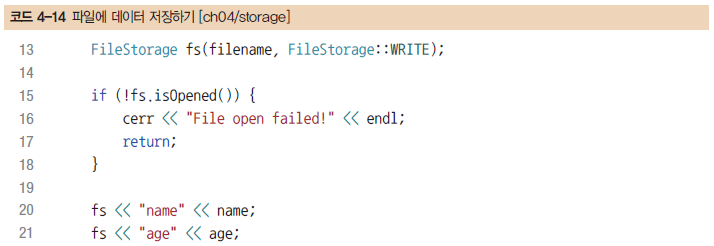 코드 4-14 파일에 데이터 저장하기 [ch04/storage]
13 FileStorage fs(filename, FileStorage::WRITE);
14
15 if (!fs.isOpened()) {
16 cerr << "File open failed!" << endl;
17 return;
18 }
19
20 fs << "name" << name;
21 fs << "age" << age;